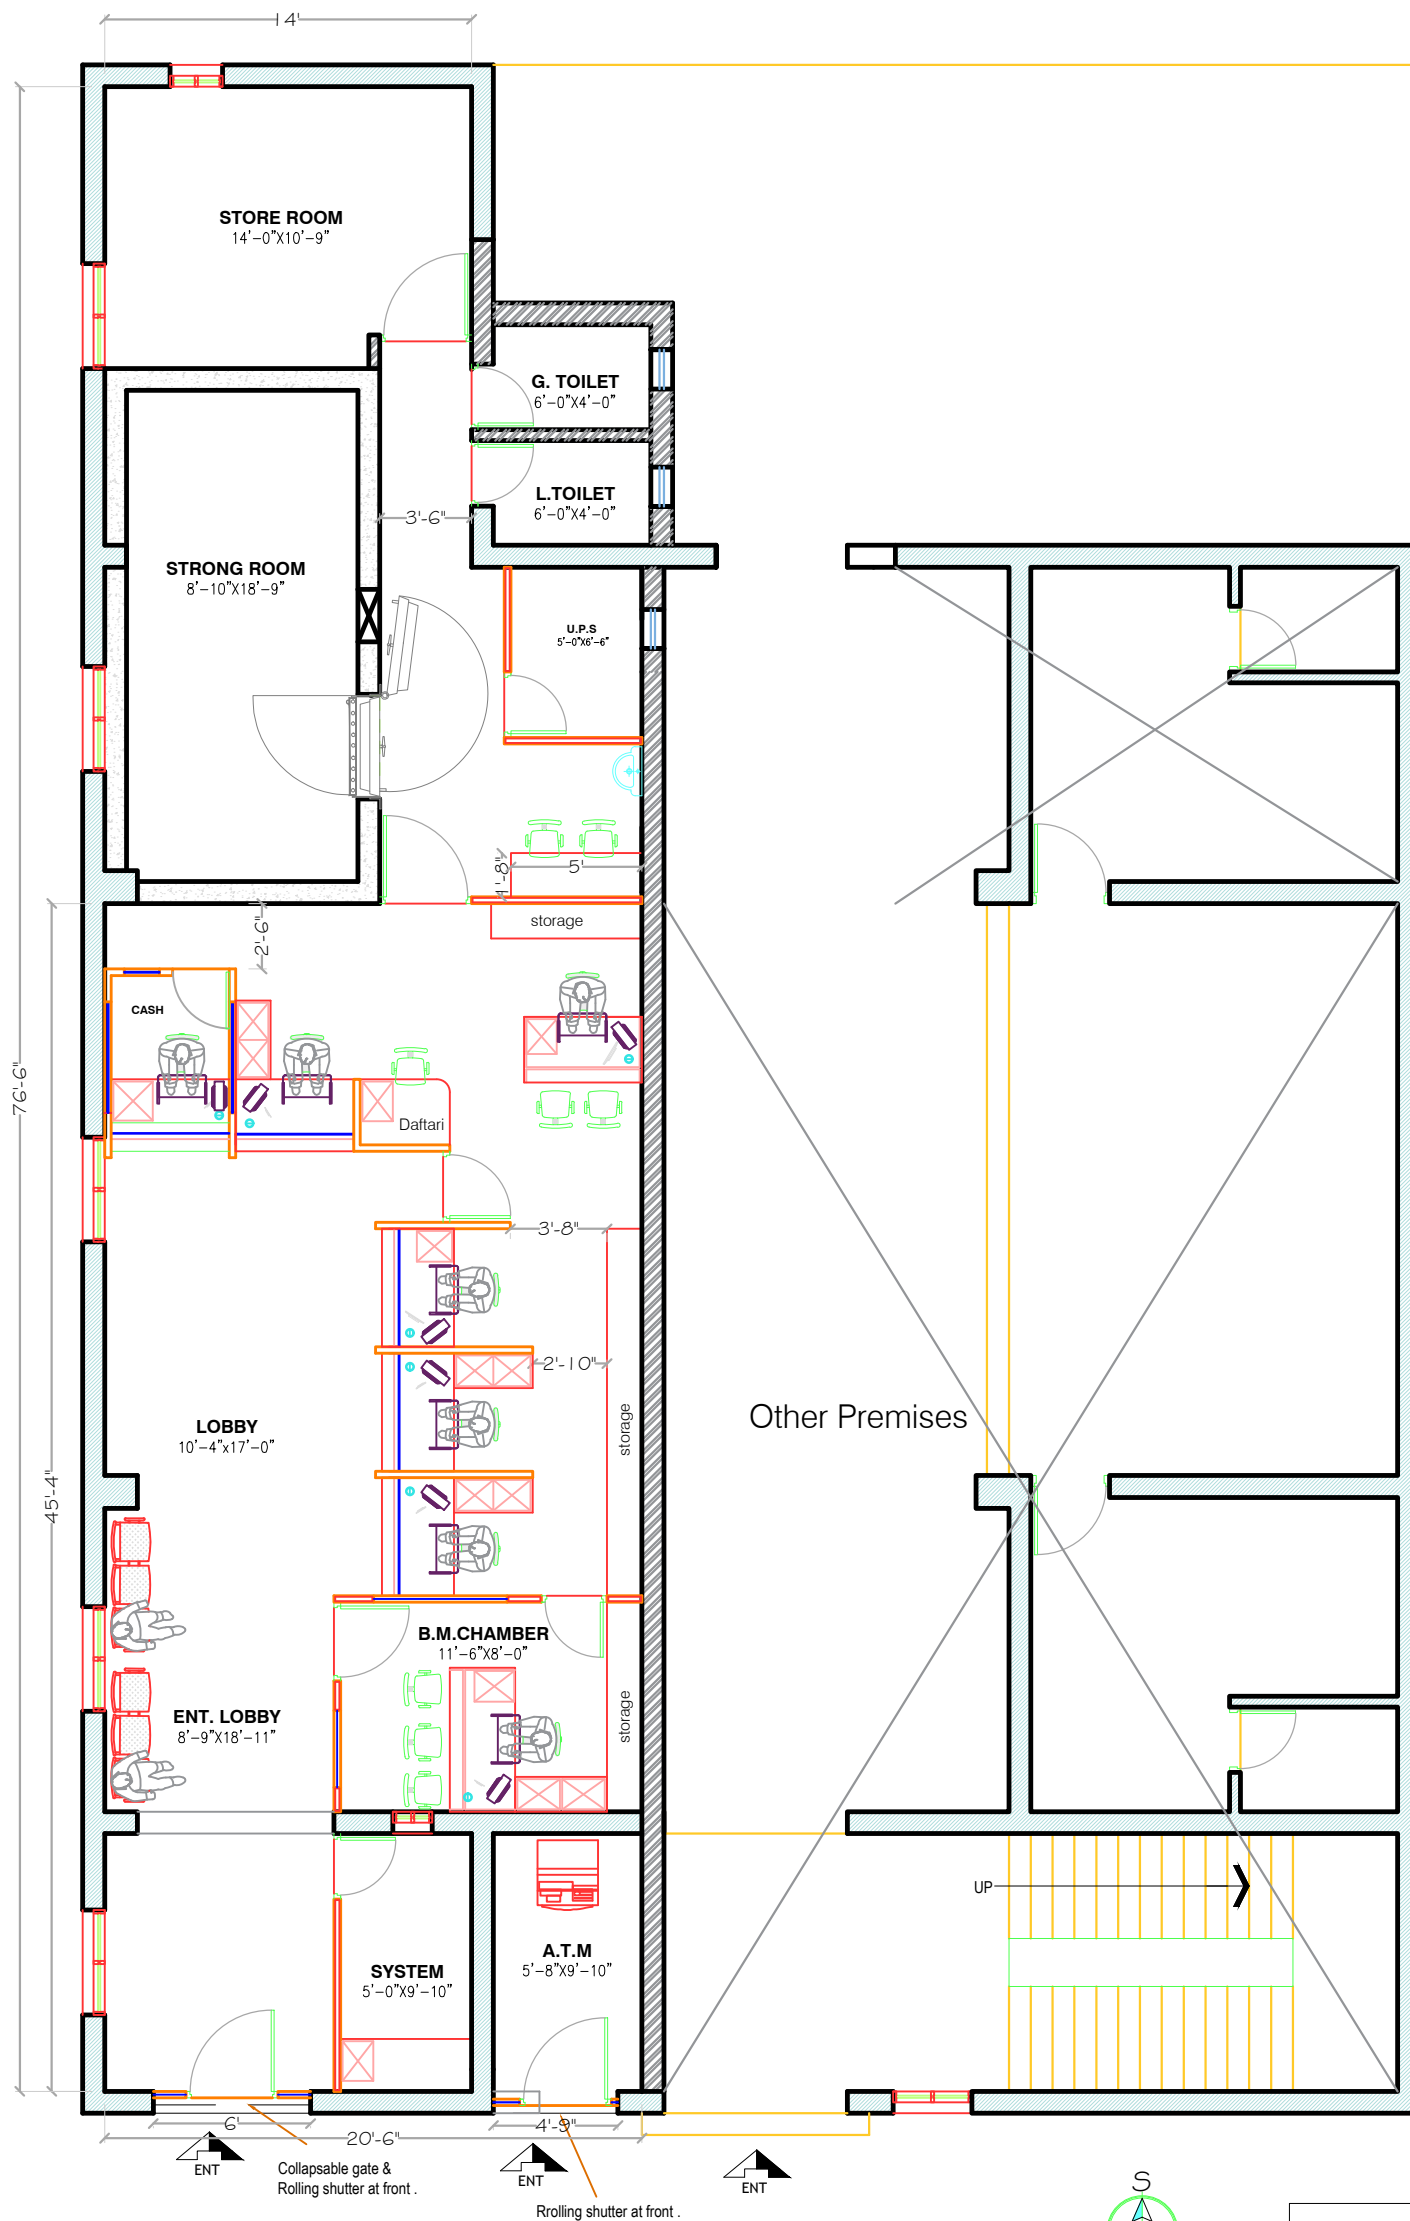 14'
STORE ROOM
14'-0"X10'-9"
G. TOILET
6'-0"X4'-0"
L.TOILET
6'-0"X4'-0"
3'-6"
STRONG ROOM
8'-10"X18'-9"
U.P.S
5'-0"X6'-6"
1'-8"
5'
storage
2'-6"
CASH
76'-6"
Daftari
3'-8"
2'-10"
Other Premises
LOBBY
10'-4"x17'-0"
storage
45'-4"
B.M.CHAMBER
11'-6"X8'-0"
ENT. LOBBY
8'-9"X18'-11"
storage
UP
A.T.M
5'-8"X9'-10"
SYSTEM
5'-0"X9'-10"
6'
4'-9"
20'-6"
ENT
ENT
ENT
Collapsable gate &
Rolling shutter at front .
Rrolling shutter at front .
S